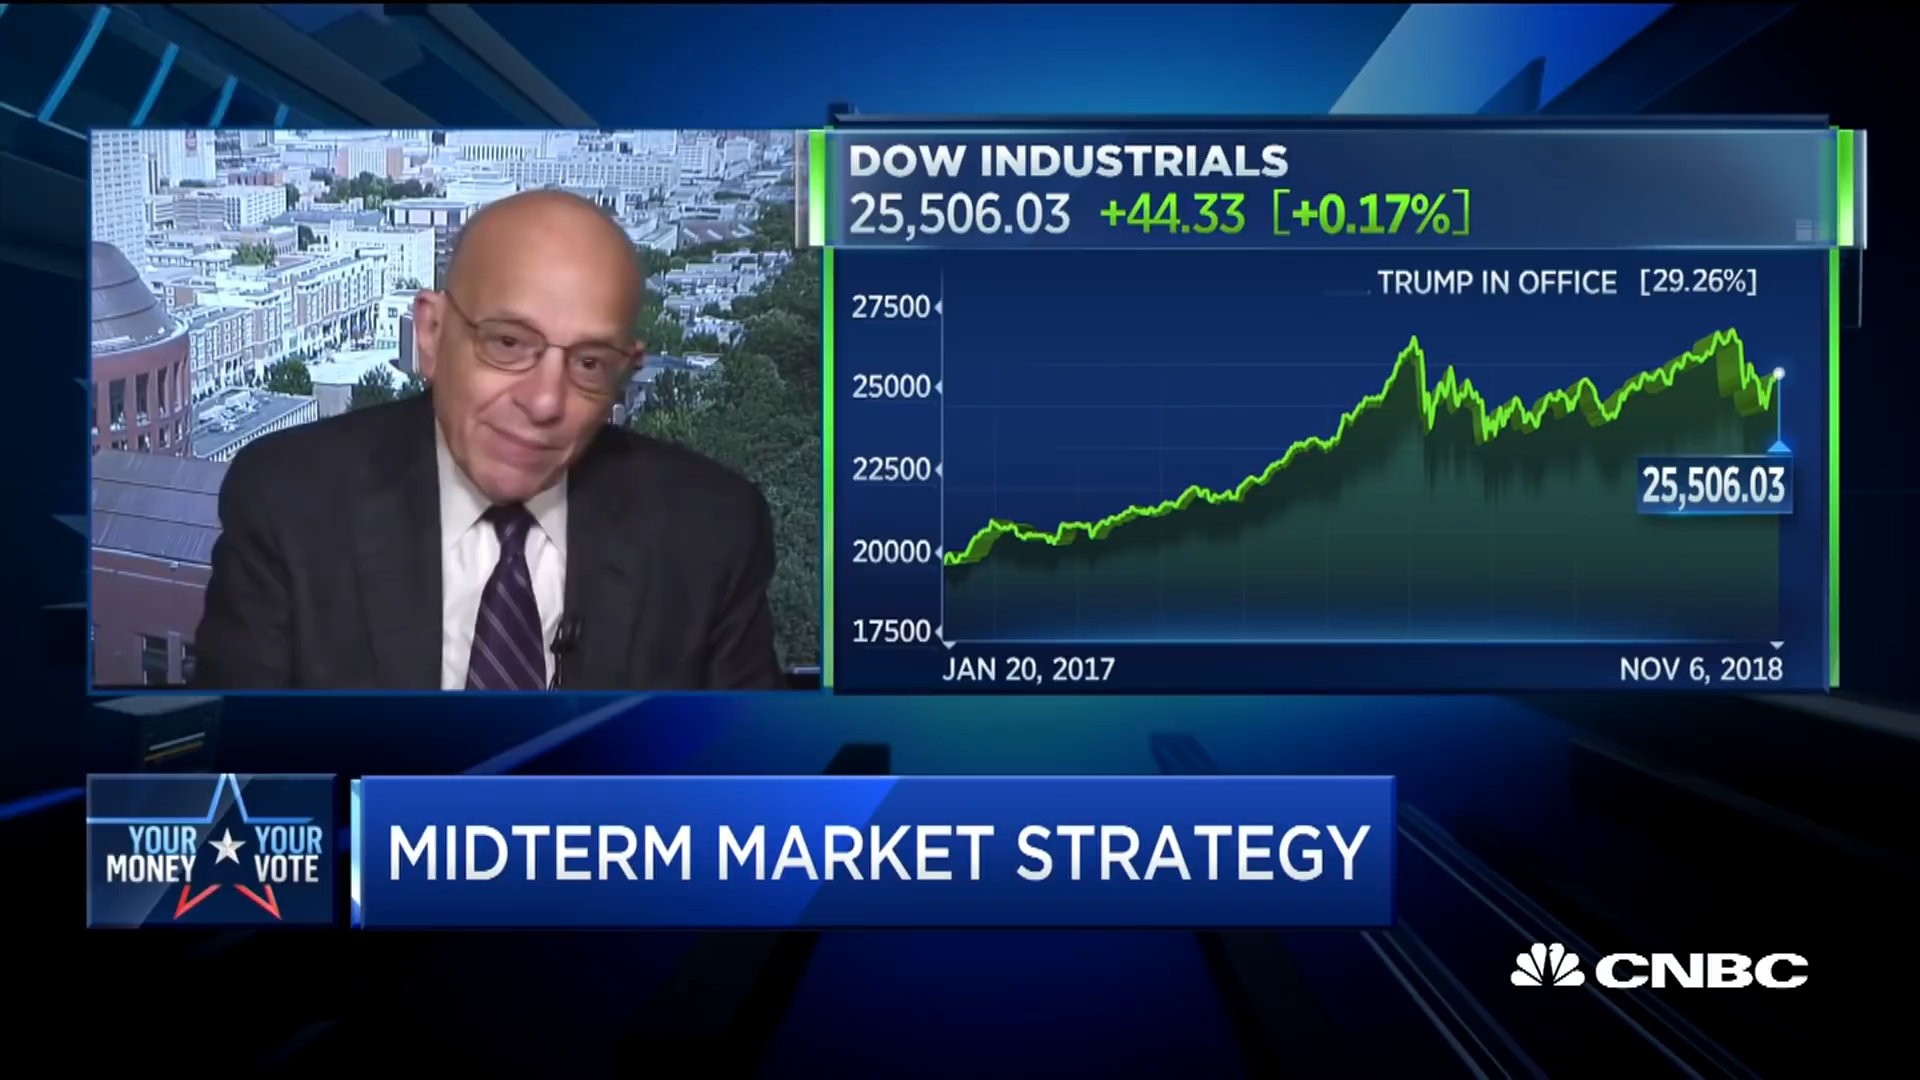 DOW INDUSTRIALS
25,506.03 +44.33 [+0.17%]
TRUMP IN OFFICE [29.26%]
27500
25000
22500
20000
17500
25,506.03
JAN 20, 2017 NOV 6, 2018
YOUR YOUR
MONEY VOTE
MIDTERM MARKET STRATEGY
CNBC